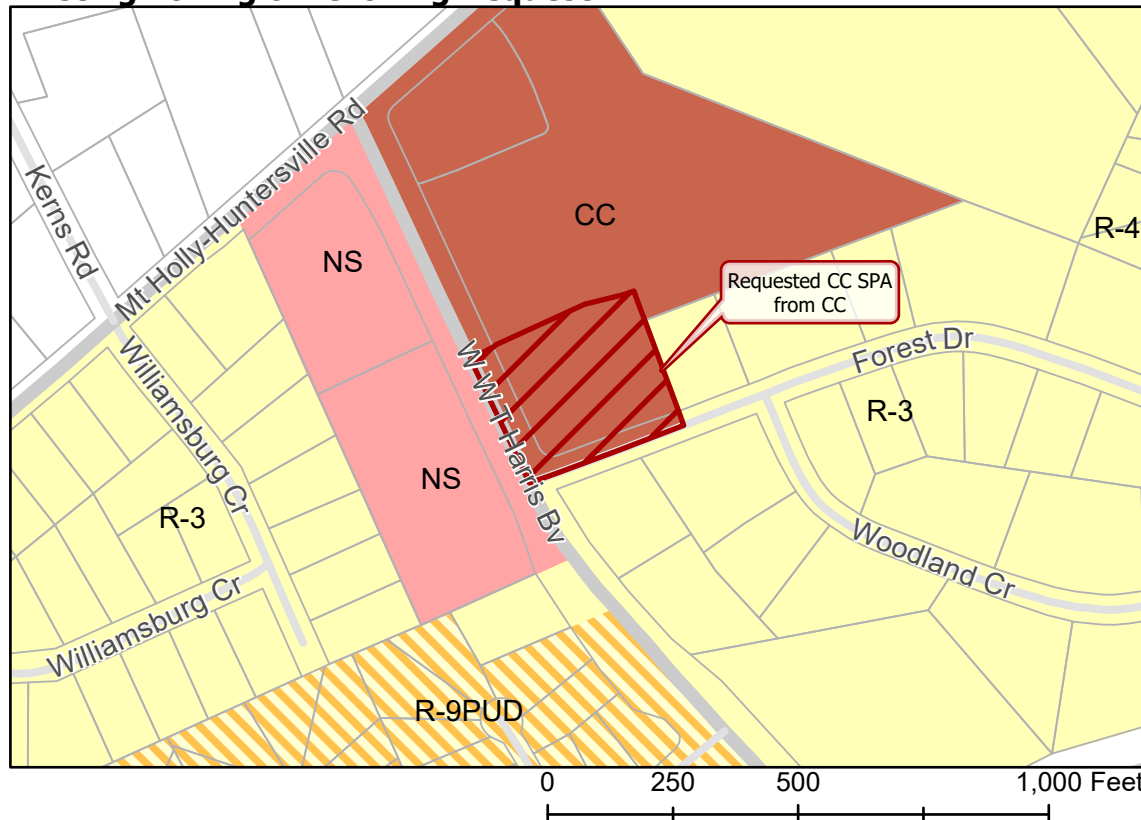 Mt Holly-Huntersville Rd
Kerns Rd
CC
R-4
NS
Requested CC SPA
from CC
W W T Harris Bv
Forest Dr
Williamsburg Cr
R-3
NS
R-3
Woodland Cr
Williamsburg Cr
R-9PUD
0 250 500 1,000 Feet